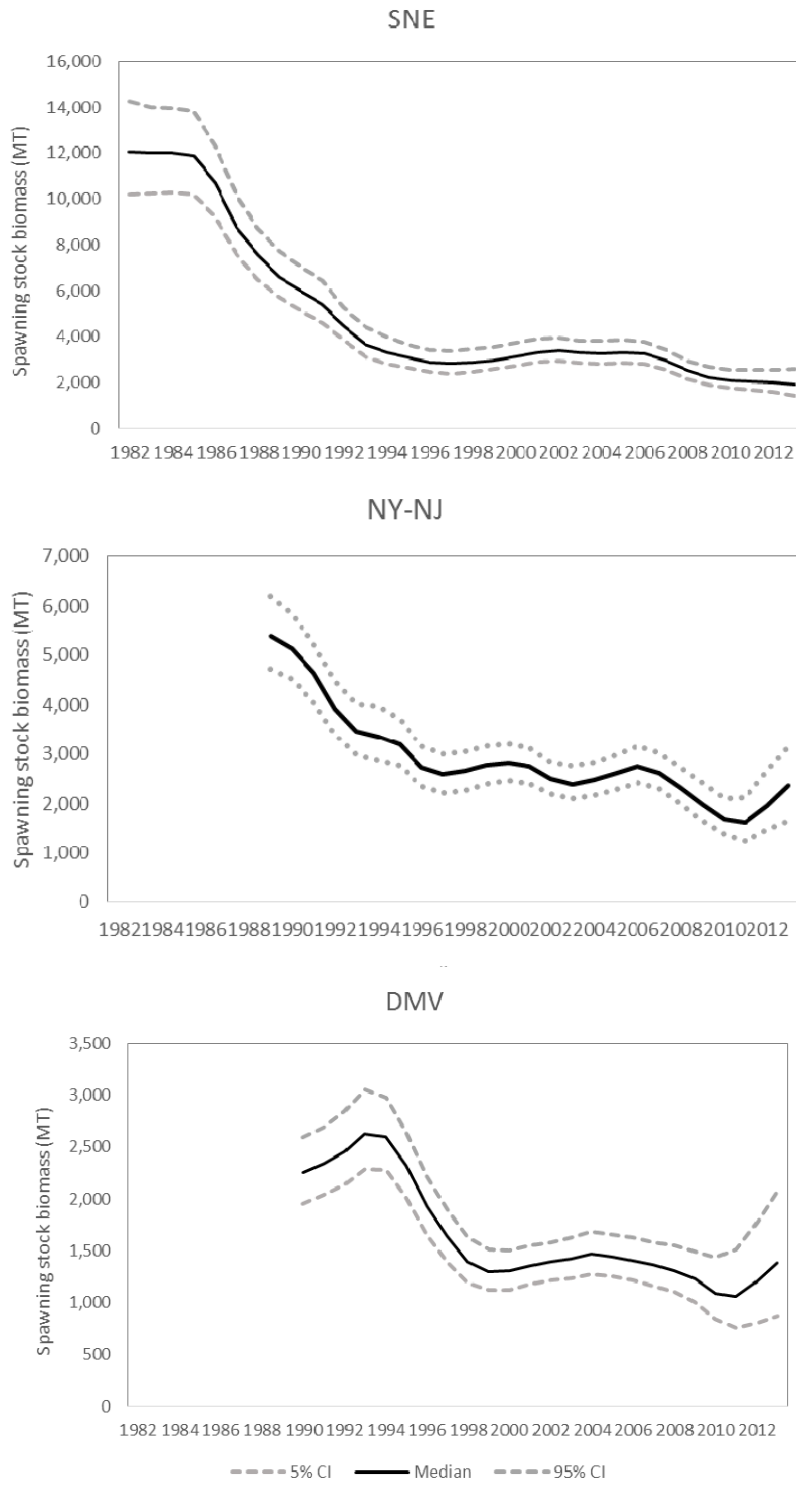 SNE
Spawning stock biomass (MT)
16,000
14,000
12,000
10,000
8,000
6,000
4,000
2,000
0
1982 1984 1986 1988 1990 1992 1994 1996 1998 2000 2002 2004 2006 2008 2010 2012
NY-NJ
Spawning stock biomass (MT)
7,000
6,000
5,000
4,000
3,000
2,000
1,000
0
1982 1984 1986 1988 1990 1992 1994 1996 1998 2000 2002 2004 2006 2008 2010 2012
DMV
Spawning stock biomass (MT)
3,500
3,000
2,500
2,000
1,500
1,000
500
0
1982 1984 1986 1988 1990 1992 1994 1996 1998 2000 2002 2004 2006 2008 2010 2012
5% CI Median 95% CI